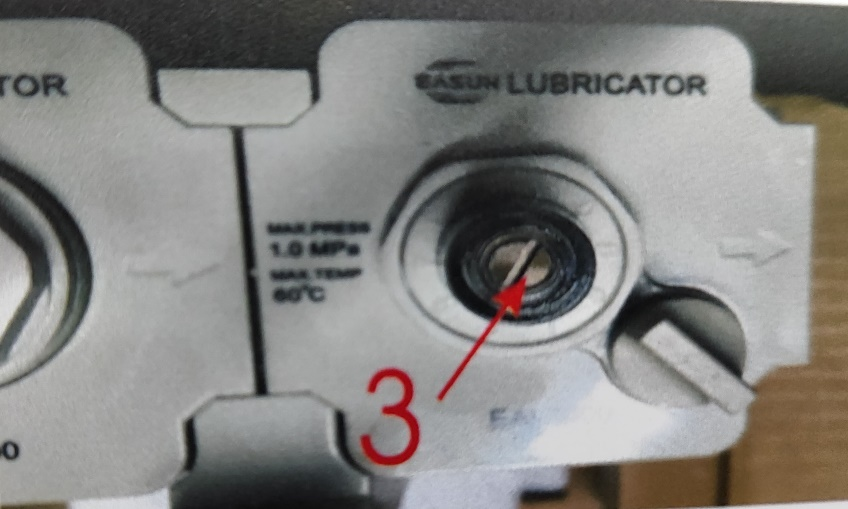 TOR
EASUN LUBRICATOR
MAX.PRESS
1.0 MPa
MAX.TEMP
60°C
3